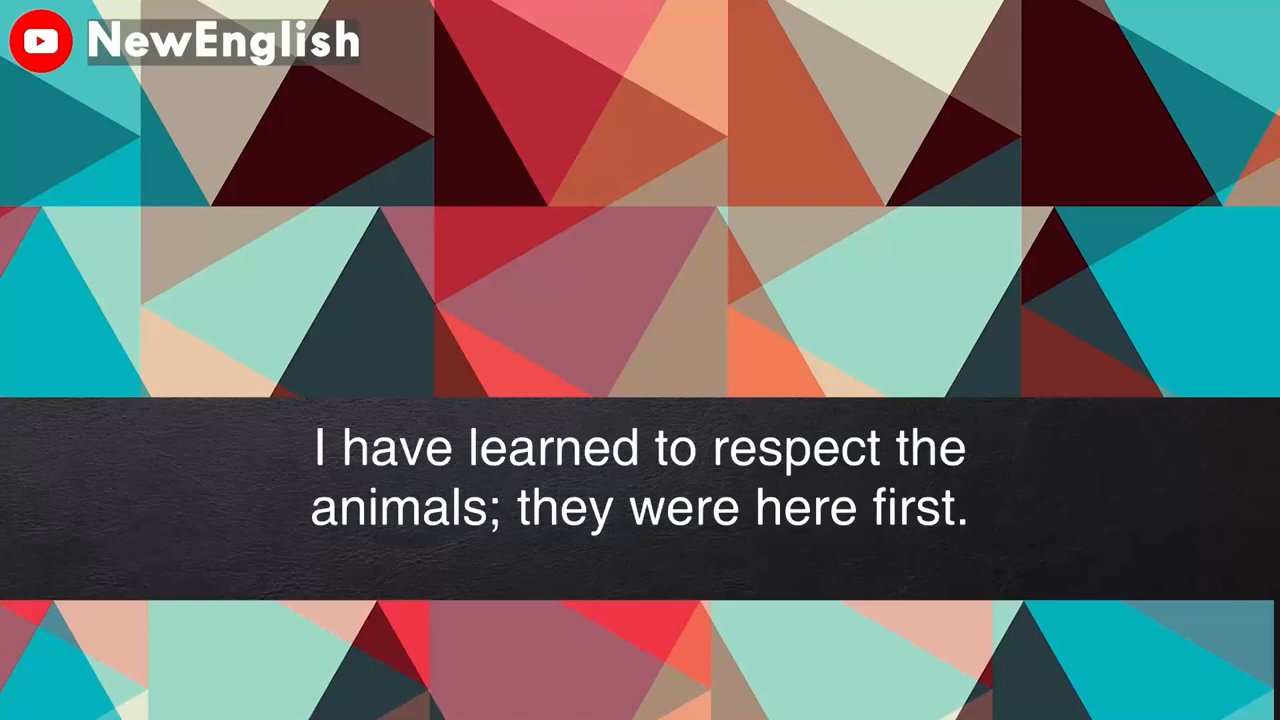 NewEnglish
I have learned to respect the
animals; they were here first.